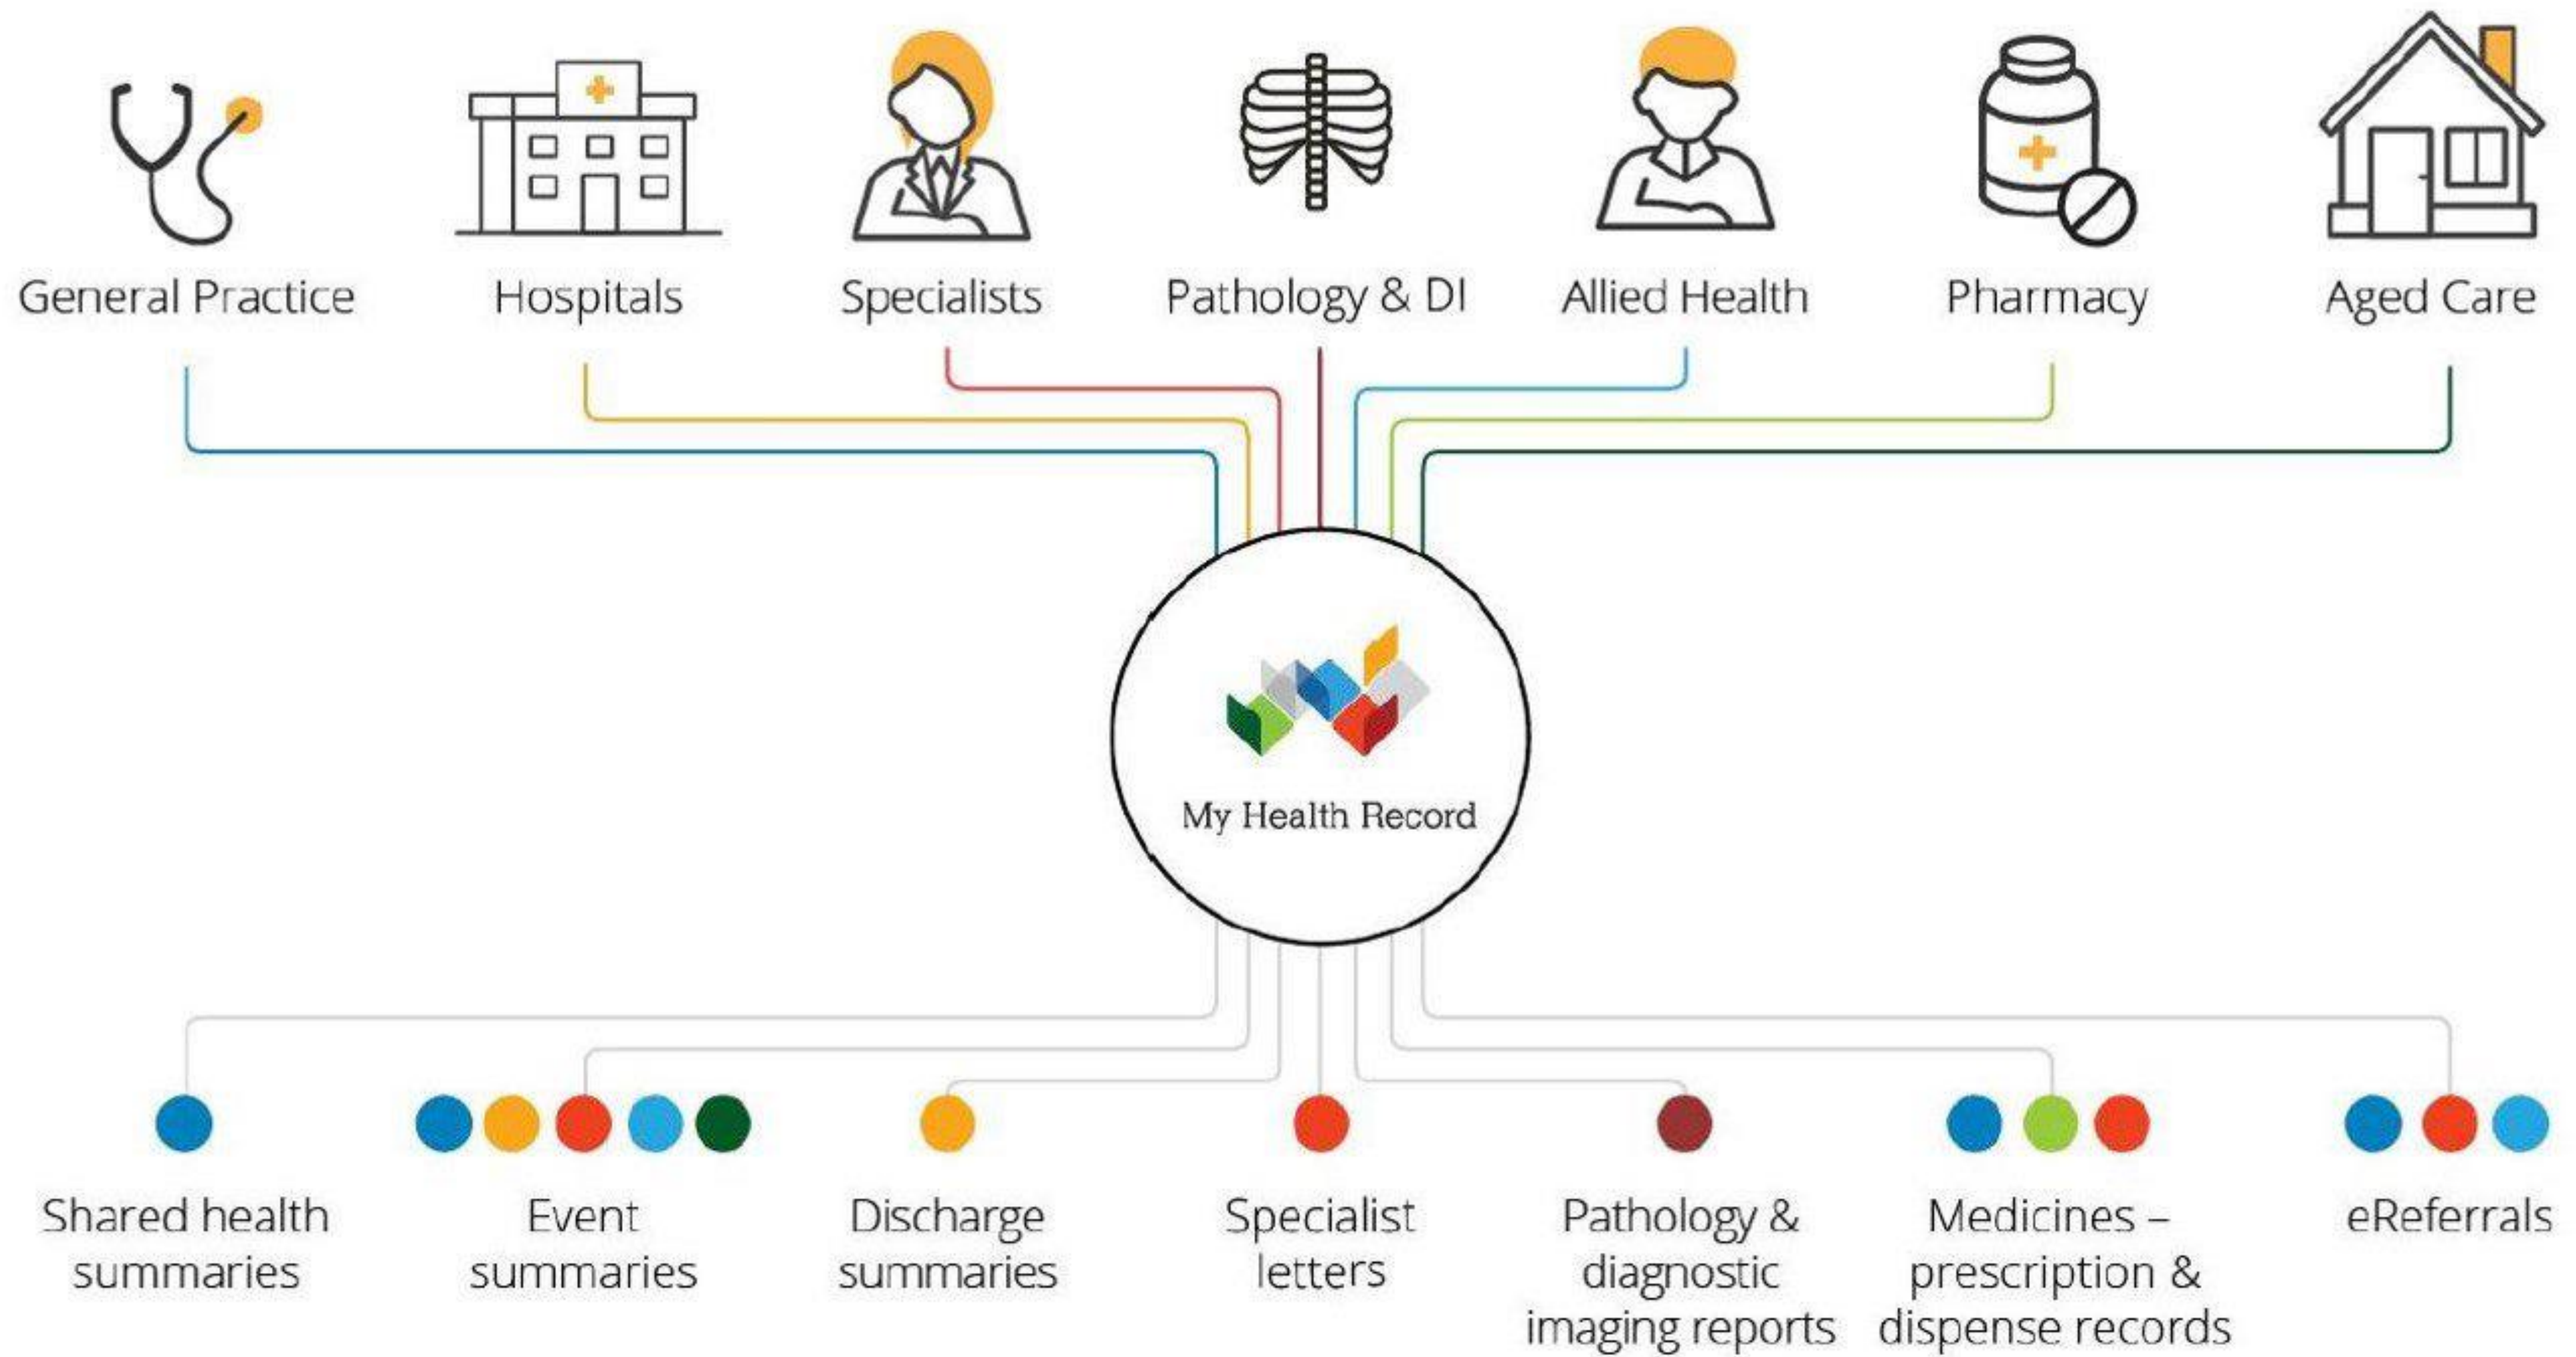 General Practice
Hospitals
Specialists
Pathology & DI
Allied Health
Pharmacy
Aged Care
My Health Record
Shared health
summaries
Event
summaries
Discharge
summaries
Specialist
letters
Pathology &
diagnostic
imaging reports
Medicines –
prescription &
dispense records
eReferrals